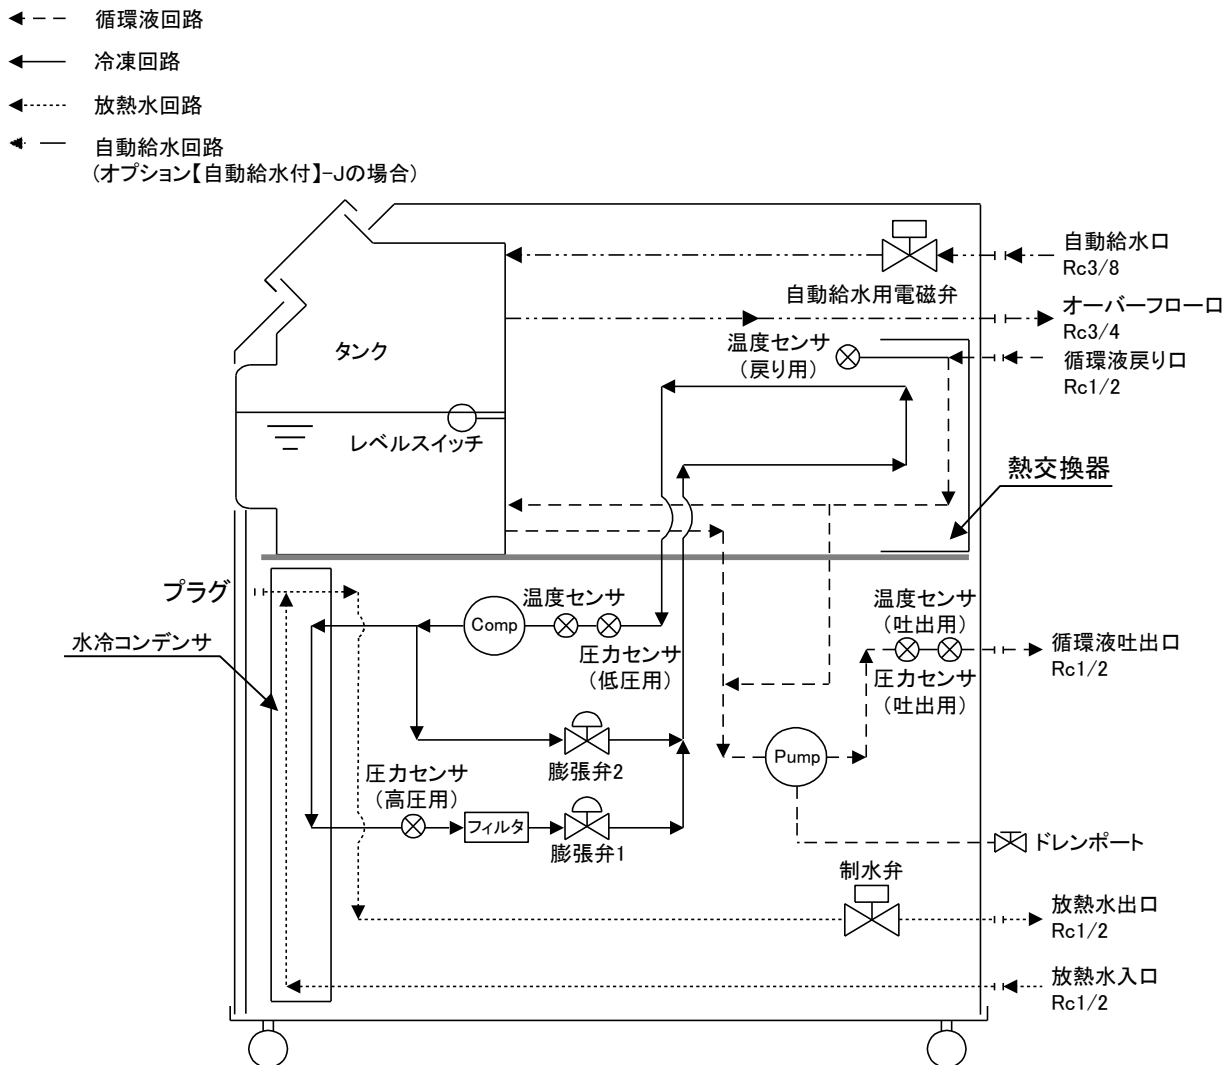 循環液回路
冷凍回路
放熱水回路
自動給水回路
(オプション【自動給水付】-Jの場合)
自動給水口
Rc3/8
自動給水用電磁弁
オーバーフロー口
Rc3/4
温度センサ
(戻り用)
循環液戻り口
Rc1/2
タンク
レベルスイッチ
熱交換器
プラグ
水冷コンデンサ
Comp
温度センサ
圧力センサ
(低圧用)
温度センサ
(吐出用)
圧力センサ
(吐出用)
循環液吐出口
Rc1/2
膨張弁2
Pump
圧力センサ
(高圧用)
フィルタ
膨張弁1
ドレンポート
制水弁
放熱水出口
Rc1/2
放熱水入口
Rc1/2